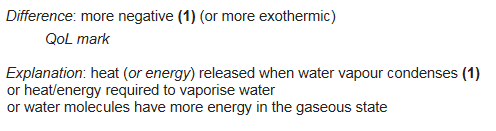 Difference: more negative (1) (or more exothermic)
QoL mark
Explanation: heat (or energy) released when water vapour condenses (1)
or heat/energy required to vaporise water
or water molecules have more energy in the gaseous state